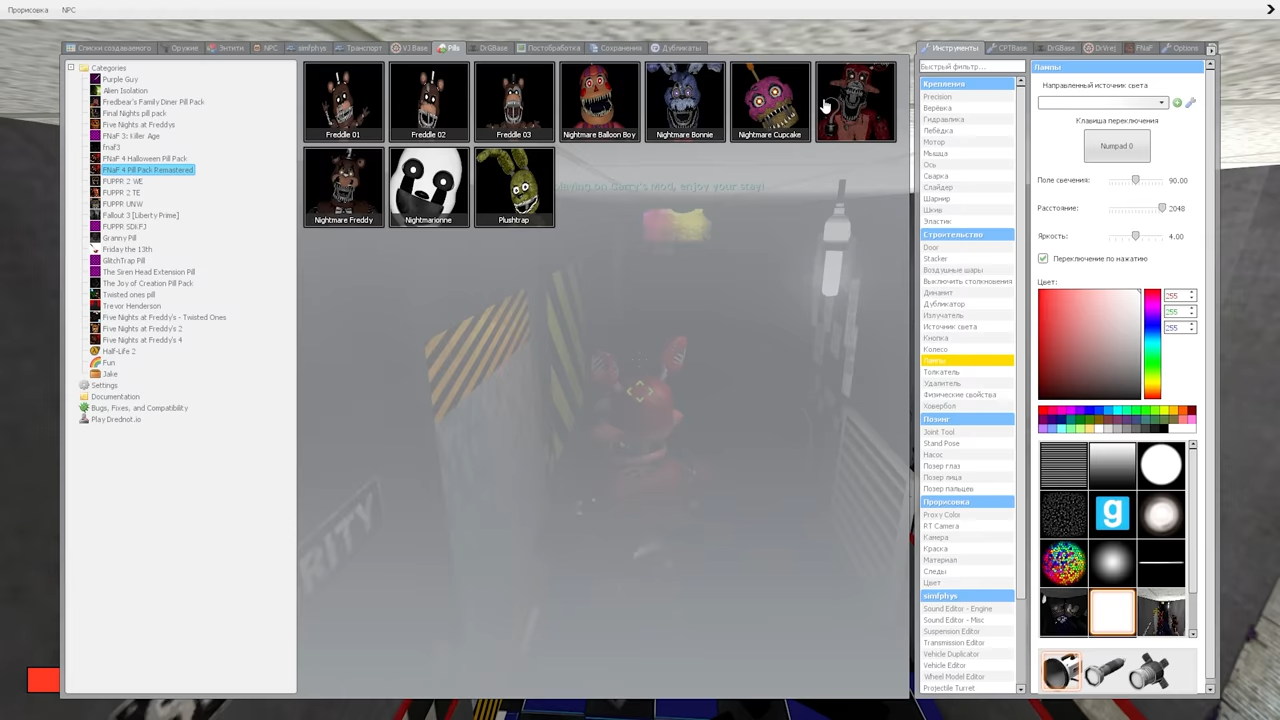 Прорисовка NPC
Списки создаваемого Оружие Энтити NPC simfphys Транспорт VJ Base Pills DrGBase Постобработка Сохранения Дубликаты
Categories
Purple Guy
Alien Isolation
Fredbear's Family Diner Pill Pack
Final Nights pill pack
Five Nights at Freddys
FNaF 3: Killer Age
fnaf3
FNaF 4 Halloween Pill Pack
FNaF 4 Pill Pack Remastered
FUPPR 2 WE
FUPPR 2 TE
FUPPR UN.W
Fallout 3 [Liberty Prime]
FUPPR SDI.FJ
Granny Pill
Friday the 13th
GlitchTrap Pill
The Siren Head Extension Pill
The Joy of Creation Pill Pack
Twisted ones pill
Trevor Henderson
Five Nights at Freddy's - Twisted Ones
Five Nights at Freddy's 2
Five Nights at Freddy's 4
Half-Life 2
Fun
Jake
Settings
Documentation
Bugs, Fixes, and Compatibility
Play Drednot.io
Freddle 01 Freddle 02 Freddle 03 Nightmare Balloon Boy Nightmare Bonnie Nightmare Cupcake
Nightmare Freddy Nightmarionne Plushtrap
on Garry's Mod, enjoy your stay!
Инструменты CPTBase DrGBase DrVrej FNaF Options
Быстрый фильтр...
Крепления
Precision
Верёвка
Гидравлика
Лебёдка
Мотор
Мышца
Ось
Сварка
Слайдер
Шарнир
Шкив
Эластик
Строительство
Door
Stacker
Воздушные шары
Выключить столкновения
Динамит
Дубликатор
Излучатель
Источник света
Кнопка
Колесо
Лампы
Толкатель
Удалитель
Физические свойства
Ховербол
Позинг
Joint Tool
Stand Pose
Насос
Позер глаз
Позер лица
Позер пальцев
Прорисовка
Proxy Color
RT Camera
Камера
Краска
Материал
Следы
Цвет
simfphys
Sound Editor - Engine
Sound Editor - Misc
Suspension Editor
Transmission Editor
Vehicle Duplicator
Vehicle Editor
Wheel Model Editor
Projectile Turret
Лампы
Направленный источник света
Клавиша переключения
Numpad 0
Поле свечения: 90.00
Расстояние: 2048
Яркость: 4.00
Переключение по нажатию
Цвет:
255
255
255
g